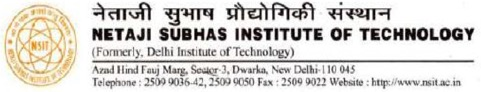 नेताजी सुभाष प्रौद्योगिकी संस्थान
NETAJI SUBHAS INSTITUTE OF TECHNOLOGY
(Formerly, Delhi Institute of Technology)
Azad Hind Fauj Marg, Sector-3, Dwarka, New Delhi-110 045
Telephone : 2509 9036-42, 2509 9050 Fax : 2509 9022 Website : http://www.nsit.ac.in
NSIT